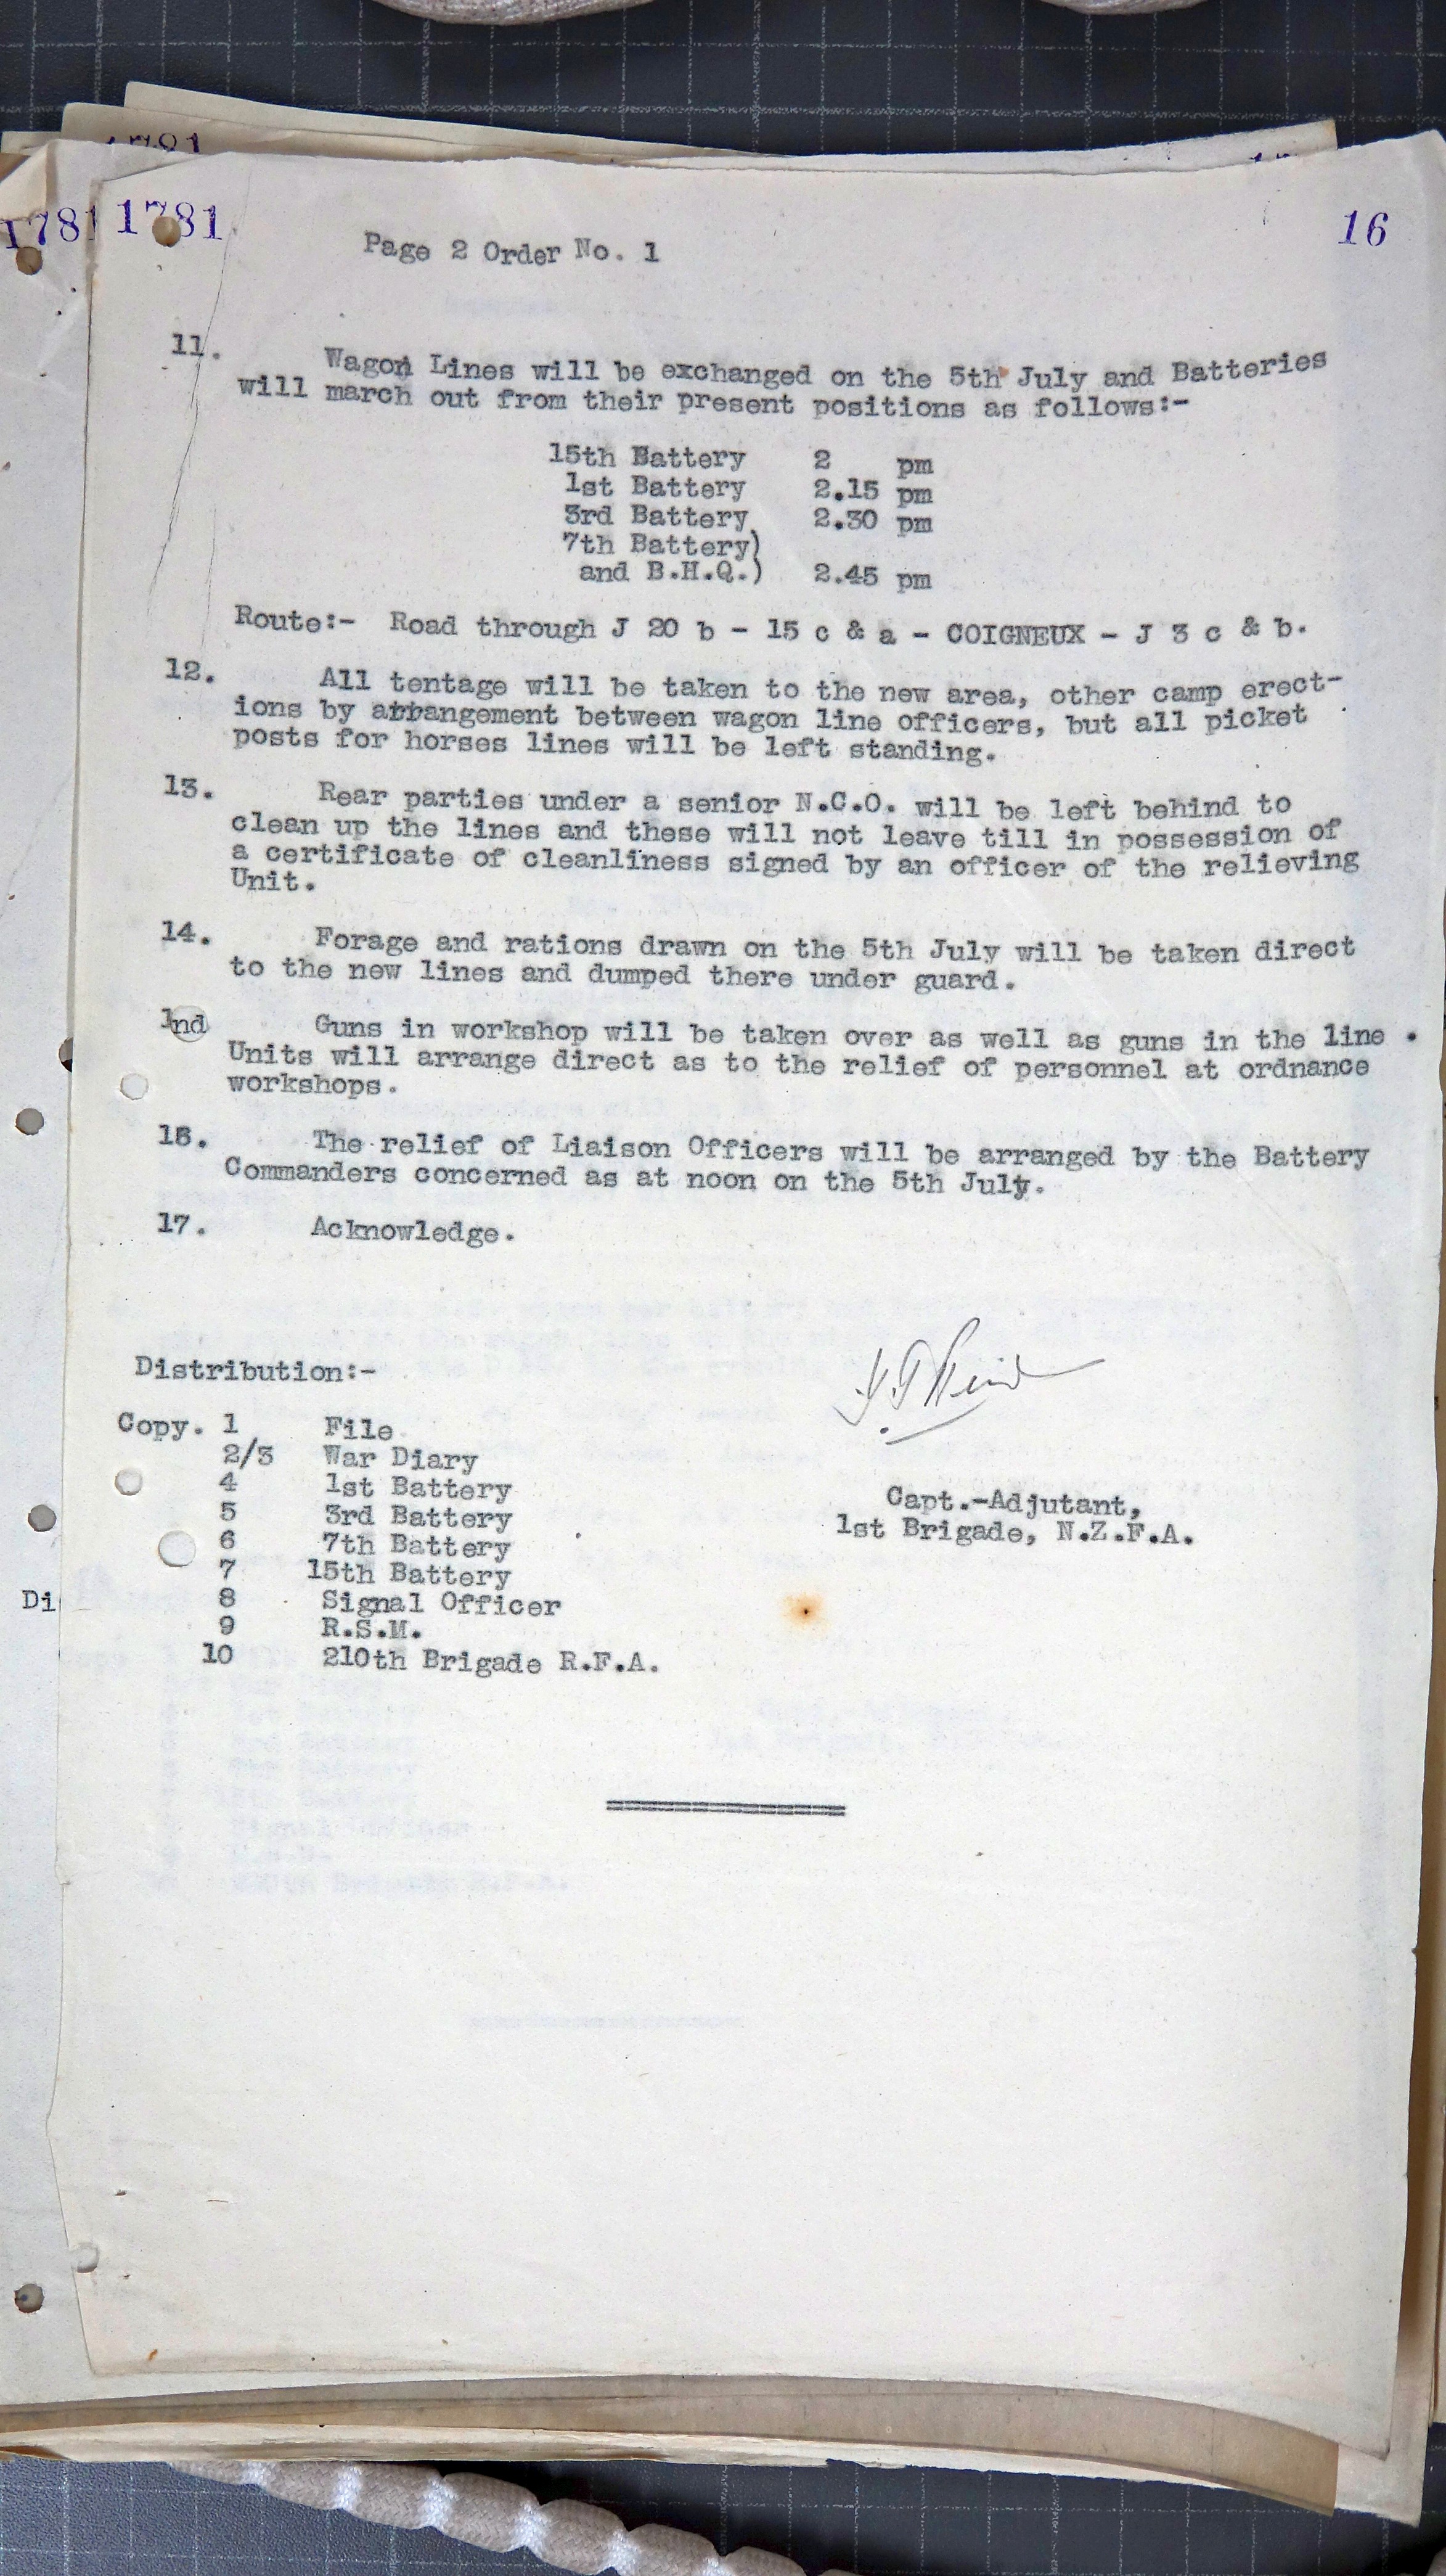 1781
1781
1781
16
Page 2 Order No. 1
11. Wagon Lines will be exchanged on the 5th July and Batteries
will march out from their present positions as follows:-
15th Battery 2 pm
1st Battery 2.15 pm
3rd Battery 2.30 pm
7th Battery)
and B.H.Q.) 2.45 pm
Route:- Road through J 20 b - 15 c & a - COIGNEUX - J 3 c & b.
12. All tentage will be taken to the new area, other camp erect-
ions by arrangement between wagon line officers, but all picket
posts for horses lines will be left standing.
13. Rear parties under a senior N.C.O. will be left behind to
clean up the lines and these will not leave till in possession of
a certificate of cleanliness signed by an officer of the relieving
Unit.
14. Forage and rations drawn on the 5th July will be taken direct
to the new lines and dumped there under guard.
1nd Guns in workshop will be taken over as well as guns in the line .
Units will arrange direct as to the relief of personnel at ordnance
workshops.
16. The relief of Liaison Officers will be arranged by the Battery
Commanders concerned as at noon on the 5th July.
17. Acknowledge.
Distribution:-
Copy. 1 File
2/3 War Diary
4 1st Battery
5 3rd Battery
6 7th Battery
7 15th Battery
8 Signal Officer
9 R.S.M.
10 210th Brigade R.F.A.
Capt.-Adjutant,
1st Brigade, N.Z.F.A.
Di